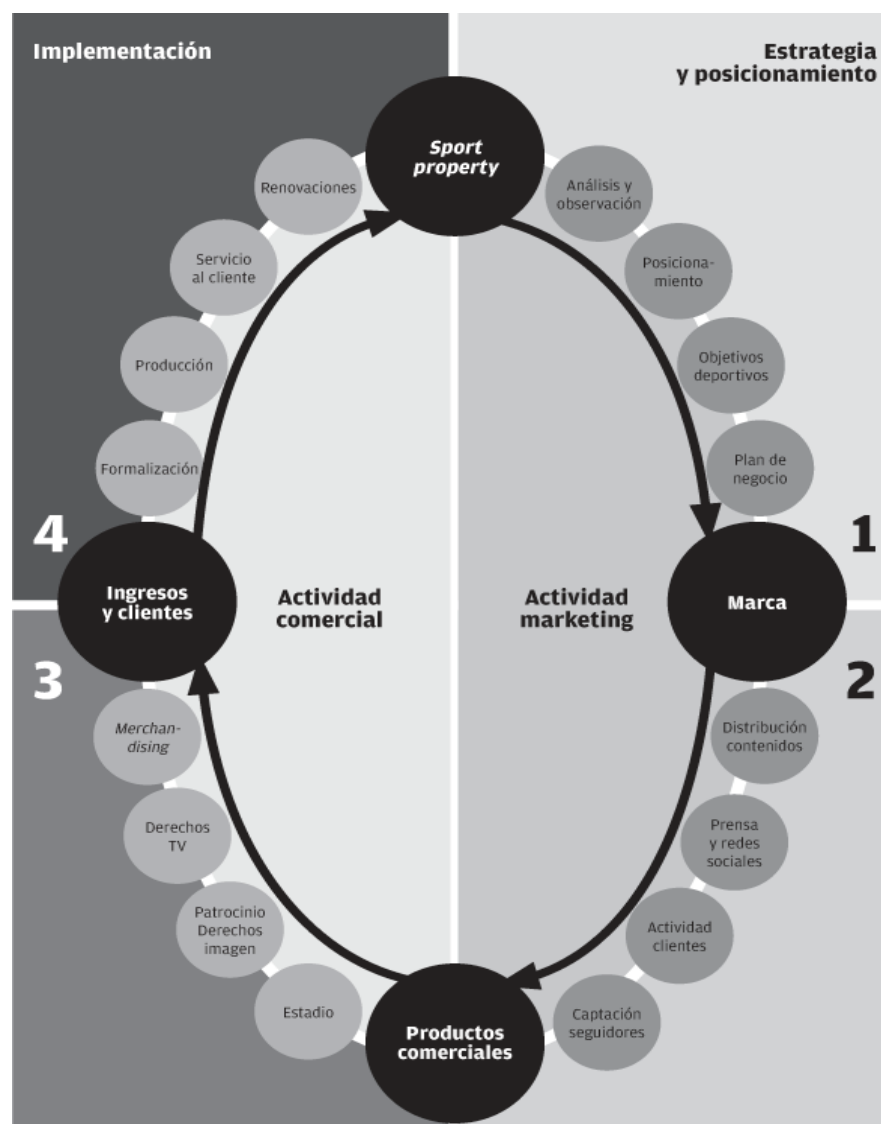 Implementación
Estrategia
y posicionamiento
Sport
property
Renovaciones
Servicio
al cliente
Producción
Formalización
Análisis y
observación
Posiciona-
miento
Objetivos
deportivos
Plan de
negocio
4
1
Ingresos
y clientes
Actividad
comercial
Actividad
marketing
Marca
3
2
Merchan-
dising
Derechos
TV
Patrocinio
Derechos
imagen
Estadio
Distribución
contenidos
Prensa
y redes
sociales
Actividad
clientes
Captación
seguidores
Productos
comerciales